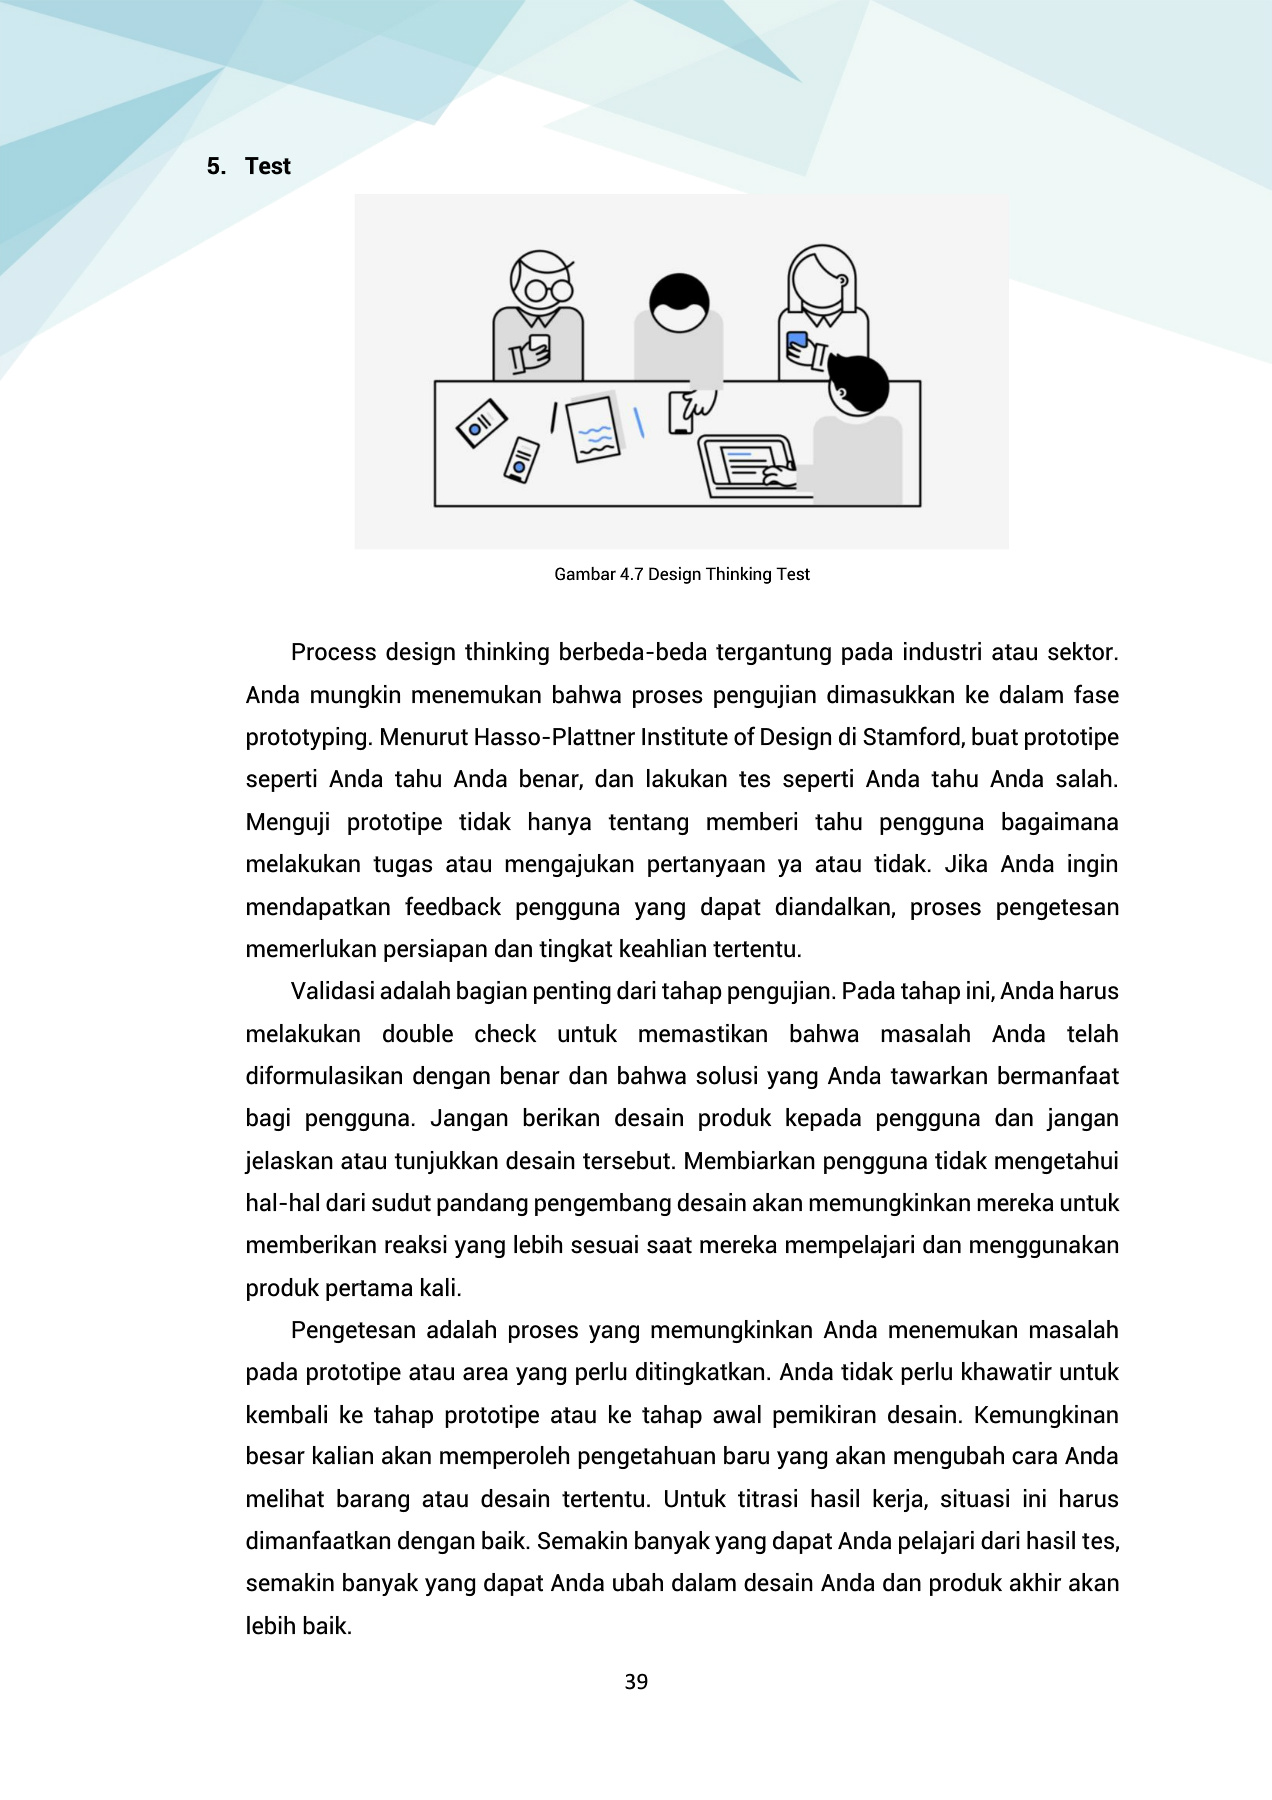 5. Test
Gambar 4.7 Design Thinking Test
Process design thinking berbeda-beda tergantung pada industri atau sektor.
Anda mungkin menemukan bahwa proses pengujian dimasukkan ke dalam fase
prototyping. Menurut Hasso-Plattner Institute of Design di Stamford, buat prototipe
seperti Anda tahu Anda benar, dan lakukan tes seperti Anda tahu Anda salah.
Menguji prototipe tidak hanya tentang memberi tahu pengguna bagaimana
melakukan tugas atau mengajukan pertanyaan ya atau tidak. Jika Anda ingin
mendapatkan feedback pengguna yang dapat diandalkan, proses pengetesan
memerlukan persiapan dan tingkat keahlian tertentu.
Validasi adalah bagian penting dari tahap pengujian. Pada tahap ini, Anda harus
melakukan double check untuk memastikan bahwa masalah Anda telah
diformulasikan dengan benar dan bahwa solusi yang Anda tawarkan bermanfaat
bagi pengguna. Jangan berikan desain produk kepada pengguna dan jangan
jelaskan atau tunjukkan desain tersebut. Membiarkan pengguna tidak mengetahui
hal-hal dari sudut pandang pengembang desain akan memungkinkan mereka untuk
memberikan reaksi yang lebih sesuai saat mereka mempelajari dan menggunakan
produk pertama kali.
Pengetesan adalah proses yang memungkinkan Anda menemukan masalah
pada prototipe atau area yang perlu ditingkatkan. Anda tidak perlu khawatir untuk
kembali ke tahap prototipe atau ke tahap awal pemikiran desain. Kemungkinan
besar kalian akan memperoleh pengetahuan baru yang akan mengubah cara Anda
melihat barang atau desain tertentu. Untuk titrasi hasil kerja, situasi ini harus
dimanfaatkan dengan baik. Semakin banyak yang dapat Anda pelajari dari hasil tes,
semakin banyak yang dapat Anda ubah dalam desain Anda dan produk akhir akan
lebih baik.
39